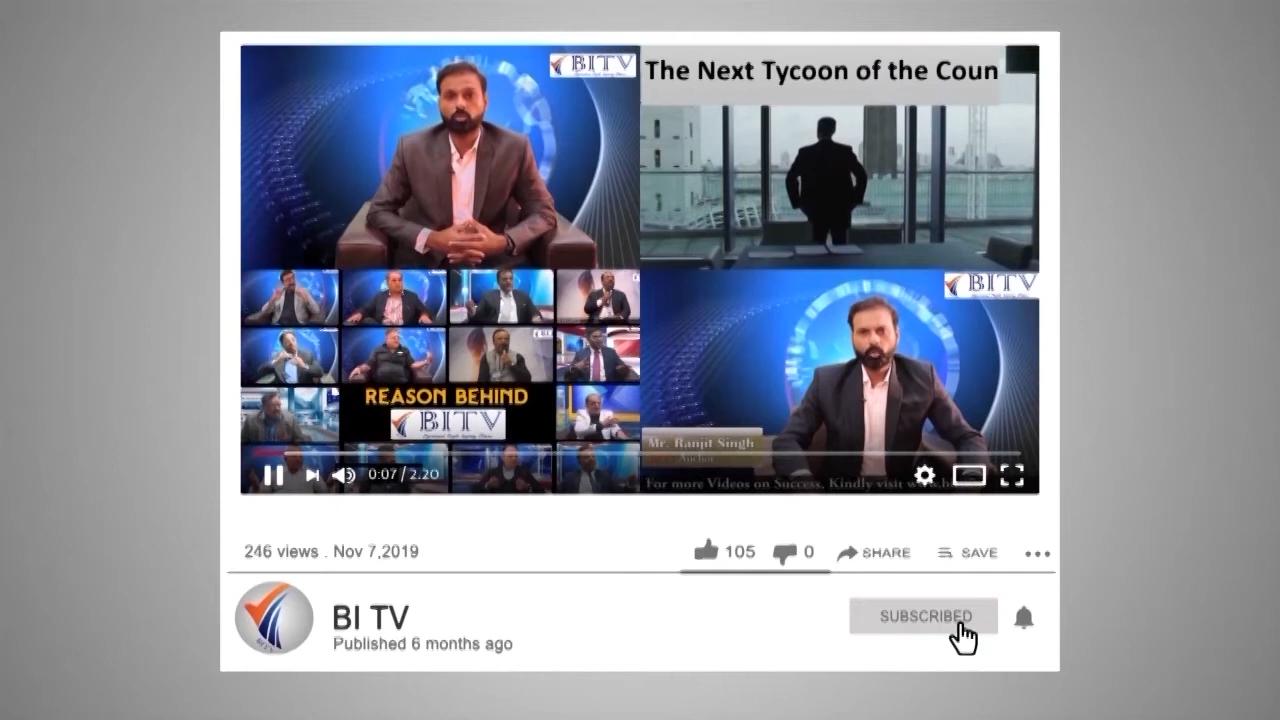 BITV
The Next Tycoon of the Coun
BITV
REASON BEHIND
BITV
Mr. Ranjit Singh
Anchor
For more Videos on Success, Kindly visit
0:07 / 2.20
246 views . Nov 7,2019
105
0
SHARE
SAVE
BI TV
Published 6 months ago
SUBSCRIBED